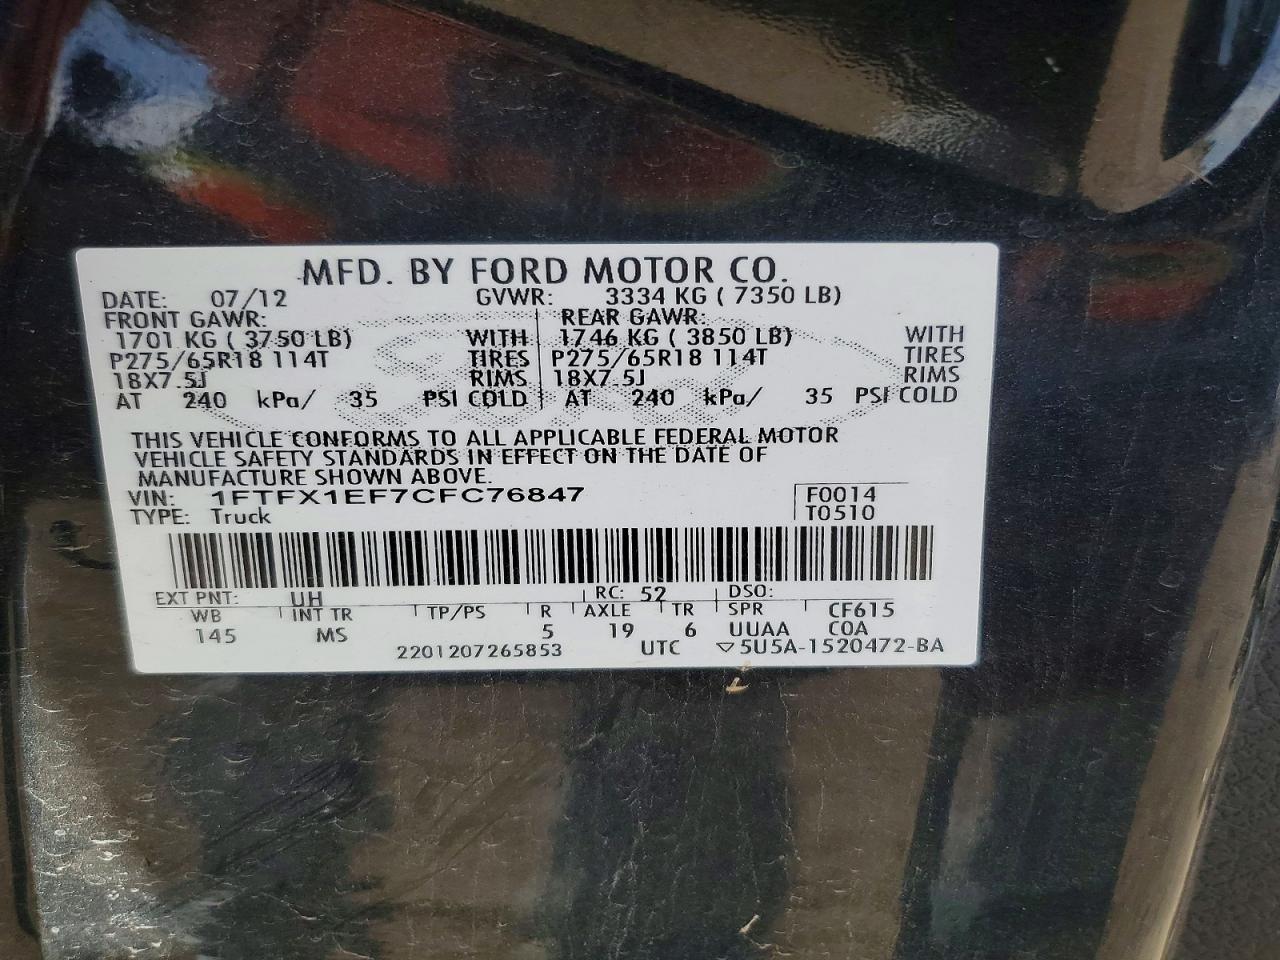 MFD. BY FORD MOTOR CO.
DATE: 07/12 GVWR: 3334 KG ( 7350 LB)
FRONT GAWR: REAR GAWR:
1701 KG ( 3750 LB) WITH 1746 KG ( 3850 LB) WITH
P275/65R18 114T TIRES P275/65R18 114T TIRES
18X7.5J RIMS 18X7.5J RIMS
AT 240 kPa/ 35 PSI COLD AT 240 kPa/ 35 PSI COLD
THIS VEHICLE CONFORMS TO ALL APPLICABLE FEDERAL MOTOR
VEHICLE SAFETY STANDARDS IN EFFECT ON THE DATE OF
MANUFACTURE SHOWN ABOVE.
VIN: 1FTFX1EF7CFC76847 F0014
TYPE: Truck T0510
EXT PNT: UH RC: 52 DSO:
WB INT TR TP/PS R AXLE TR SPR CF615
145 MS 5 19 6 UUAA COA
2201207265853 UTC ▽5U5A-1520472-BA